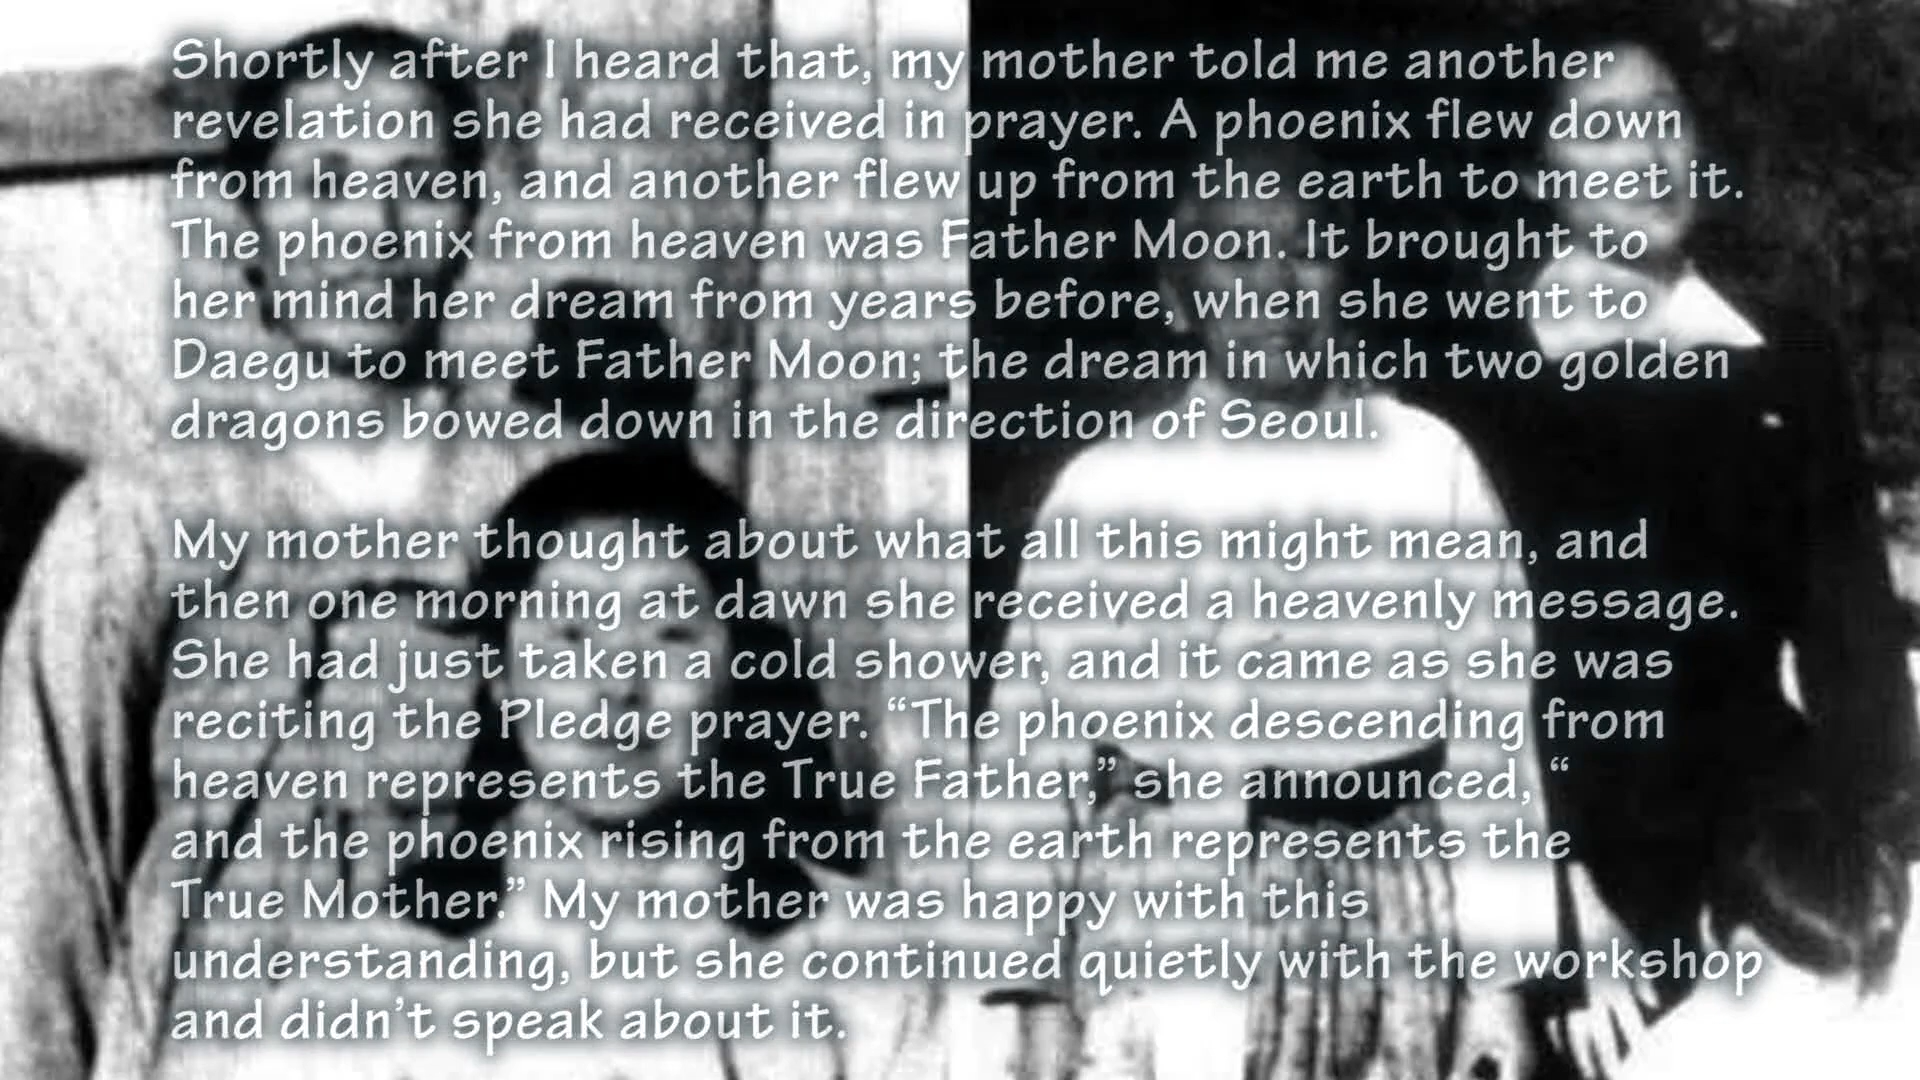 Shortly after I heard that, my mother told me another
revelation she had received in prayer. A phoenix flew down
from heaven, and another flew up from the earth to meet it.
The phoenix from heaven was Father Moon. It brought to
her mind her dream from years before, when she went to
Daegu to meet Father Moon; the dream in which two golden
dragons bowed down in the direction of Seoul.
My mother thought about what all this might mean, and
then one morning at dawn she received a heavenly message.
She had just taken a cold shower, and it came as she was
reciting the Pledge prayer. “The phoenix descending from
heaven represents the True Father,” she announced, “
and the phoenix rising from the earth represents the
True Mother.” My mother was happy with this
understanding, but she continued quietly with the workshop
and didn’t speak about it.